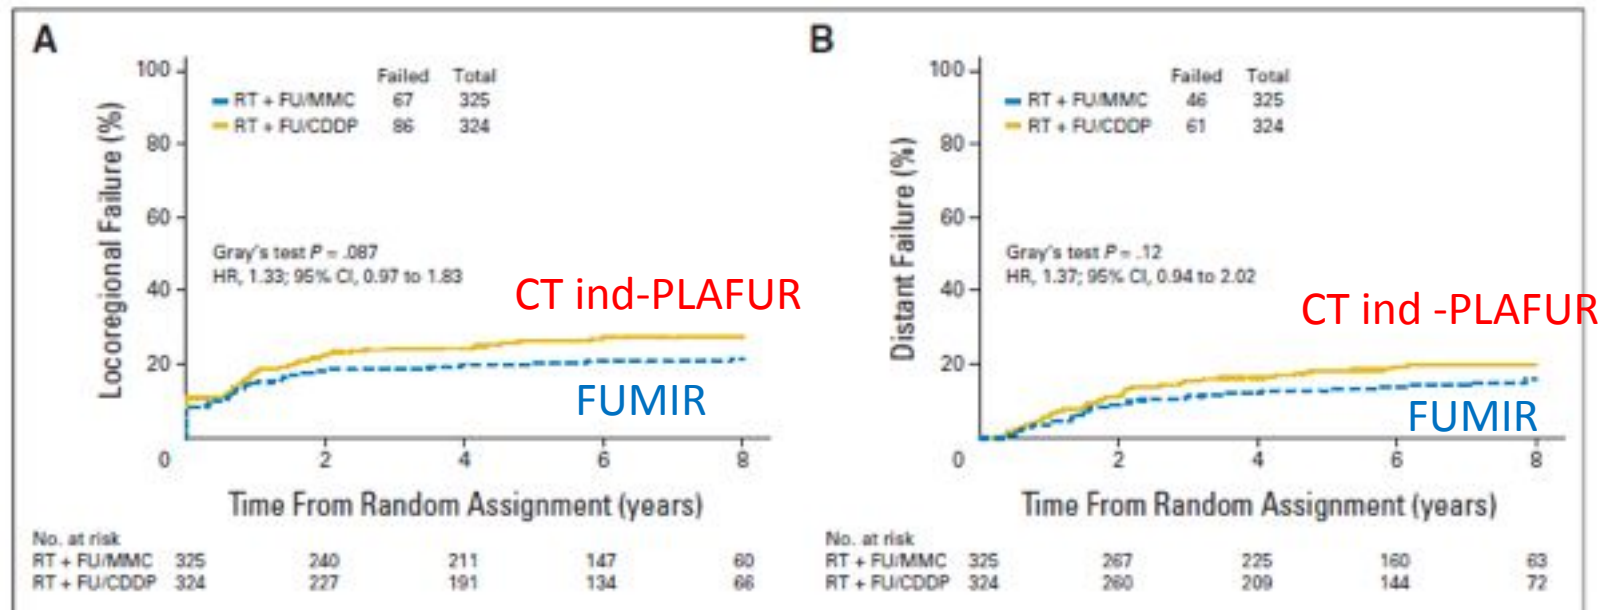 A
Failed Total
RT + FU/MMC 67 325
RT + FU/CDDP 86 324
Locoregional Failure (%)
100
80
60
40
20
Gray's test P = .087
HR, 1.33; 95% CI, 0.97 to 1.83
CT ind-PLAFUR
FUMIR
0 2 4 6 8
Time From Random Assignment (years)
No. at risk
RT + FU/MMC 325 240 211 147 60
RT + FU/CDDP 324 227 191 134 66
B
Failed Total
RT + FU/MMC 46 325
RT + FU/CDDP 61 324
Distant Failure (%)
100
80
60
40
20
Gray's test P = .12
HR, 1.37; 95% CI, 0.94 to 2.02
CT ind -PLAFUR
FUMIR
0 2 4 6 8
Time From Random Assignment (years)
No. at risk
RT + FU/MMC 325 267 225 160 63
RT + FU/CDDP 324 260 209 144 72